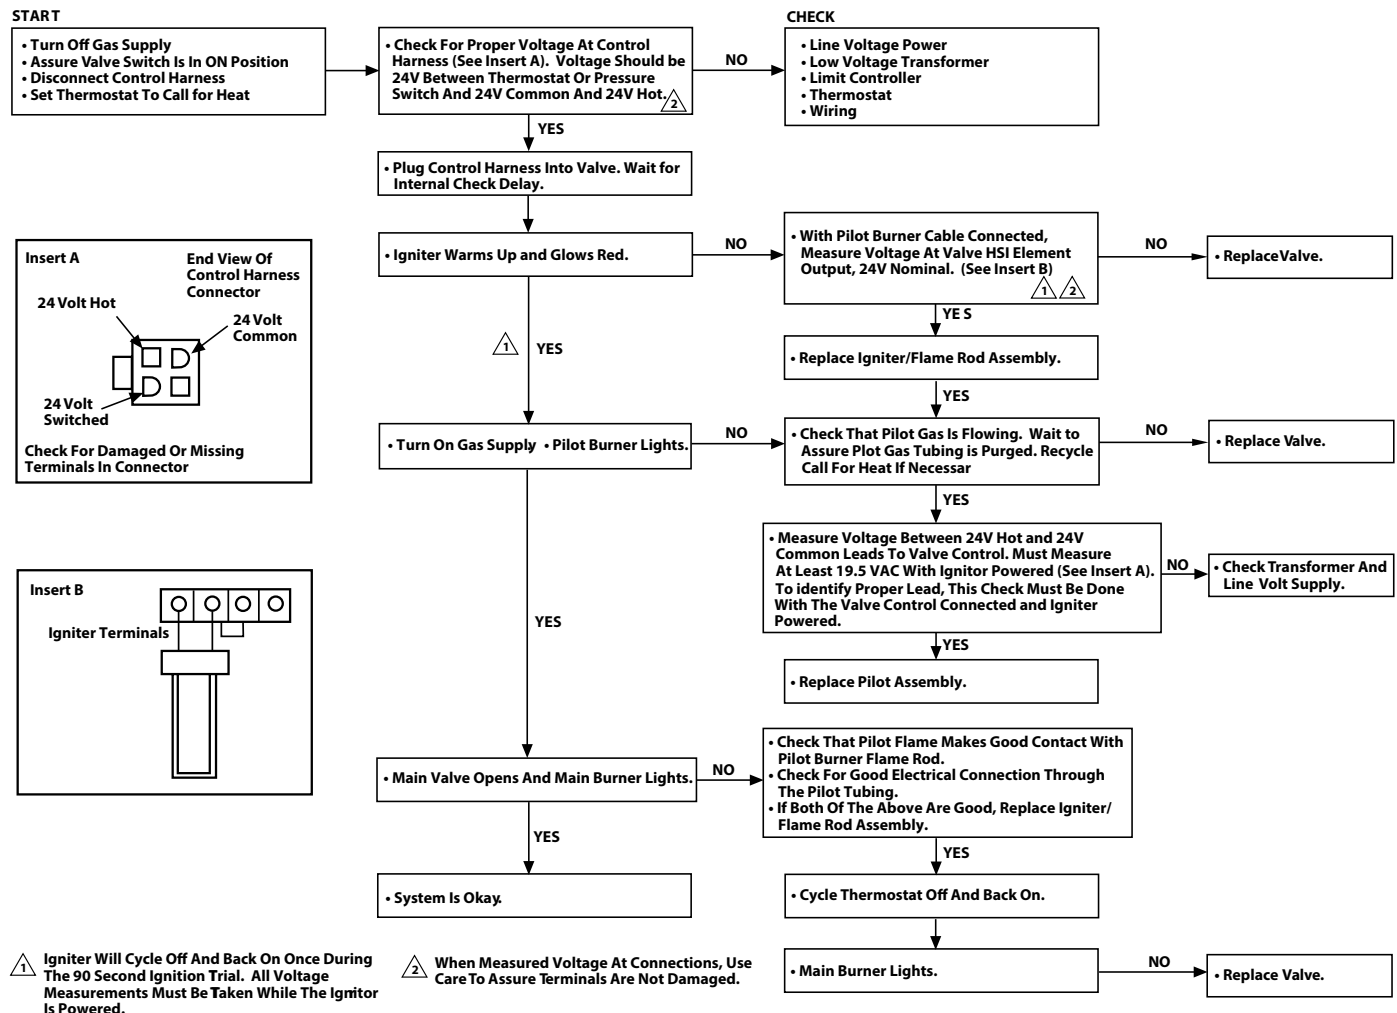 START
• Turn Off Gas Supply
• Assure Valve Switch Is In ON Position
• Disconnect Control Harness
• Set Thermostat To Call for Heat
• Check For Proper Voltage At Control
Harness (See Insert A). Voltage Should be
24V Between Thermostat Or Pressure
Switch And 24V Common And 24V Hot.
2
NO
CHECK
• Line Voltage Power
• Low Voltage Transformer
• Limit Controller
• Thermostat
• Wiring
YES
• Plug Control Harness Into Valve. Wait for
Internal Check Delay.
• Igniter Warms Up and Glows Red.
NO
• With Pilot Burner Cable Connected,
Measure Voltage At Valve HSI Element
Output, 24V Nominal. (See Insert B)
1 2
NO
• ReplaceValve.
YE S
• Replace Igniter/Flame Rod Assembly.
YES
1
YES
• Turn On Gas Supply • Pilot Burner Lights.
NO
• Check That Pilot Gas Is Flowing. Wait to
Assure Plot Gas Tubing is Purged. Recycle
Call For Heat If Necessar
NO
• Replace Valve.
YES
• Measure Voltage Between 24V Hot and 24V
Common Leads To Valve Control. Must Measure
At Least 19.5 VAC With Ignitor Powered (See Insert A).
To identify Proper Lead, This Check Must Be Done
With The Valve Control Connected and Igniter
Powered.
NO
• Check Transformer And
Line Volt Supply.
YES
• Replace Pilot Assembly.
YES
• Main Valve Opens And Main Burner Lights.
NO
• Check That Pilot Flame Makes Good Contact With
Pilot Burner Flame Rod.
• Check For Good Electrical Connection Through
The Pilot Tubing.
• If Both Of The Above Are Good, Replace Igniter/
Flame Rod Assembly.
YES
• Cycle Thermostat Off And Back On.
• Main Burner Lights.
NO
• Replace Valve.
YES
• System Is Okay.
Insert A
End View Of
Control Harness
Connector
24 Volt Hot
24 Volt
Common
24 Volt
Switched
Check For Damaged Or Missing
Terminals In Connector
Insert B
Igniter Terminals
1
Igniter Will Cycle Off And Back On Once During
The 90 Second Ignition Trial. All Voltage
Measurements Must Be Taken While The Ignitor
Is Powered.
2
When Measured Voltage At Connections, Use
Care To Assure Terminals Are Not Damaged.